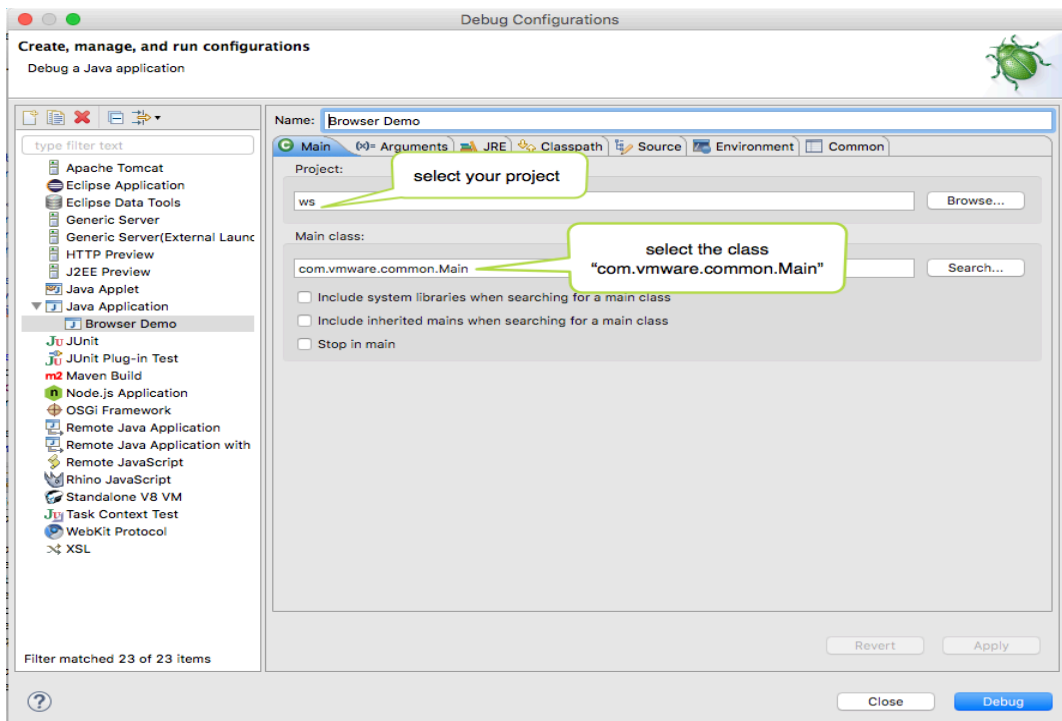 Debug Configurations
Create, manage, and run configurations
Debug a Java application
type filter text
Apache Tomcat
Eclipse Application
Eclipse Data Tools
Generic Server
Generic Server(External Launc
HTTP Preview
J2EE Preview
Java Applet
Java Application
Browser Demo
JUnit
JUnit Plug-in Test
m2 Maven Build
Node.js Application
OSGi Framework
Remote Java Application
Remote Java Application with
Remote JavaScript
Rhino JavaScript
Standalone V8 VM
Task Context Test
WebKit Protocol
XSL
Filter matched 23 of 23 items
Name: Browser Demo
Main (x)= Arguments JRE Classpath Source Environment Common
Project:
select your project
ws
Browse...
Main class:
select the class
“com.vmware.common.Main”
com.vmware.common.Main
Search...
Include system libraries when searching for a main class
Include inherited mains when searching for a main class
Stop in main
Revert Apply
? Close Debug